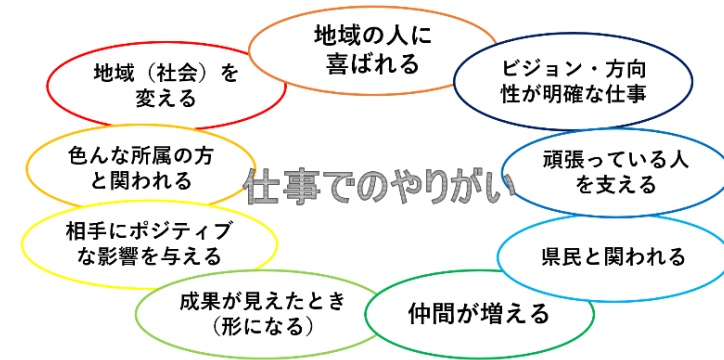 地域の人に
喜ばれる
ビジョン・方向
性が明確な仕事
頑張っている人
を支える
県民と関われる
仲間が増える
成果が見えたとき
（形になる）
相手にポジティブ
な影響を与える
色んな所属の方
と関われる
地域（社会）を
変える
仕事でのやりがい